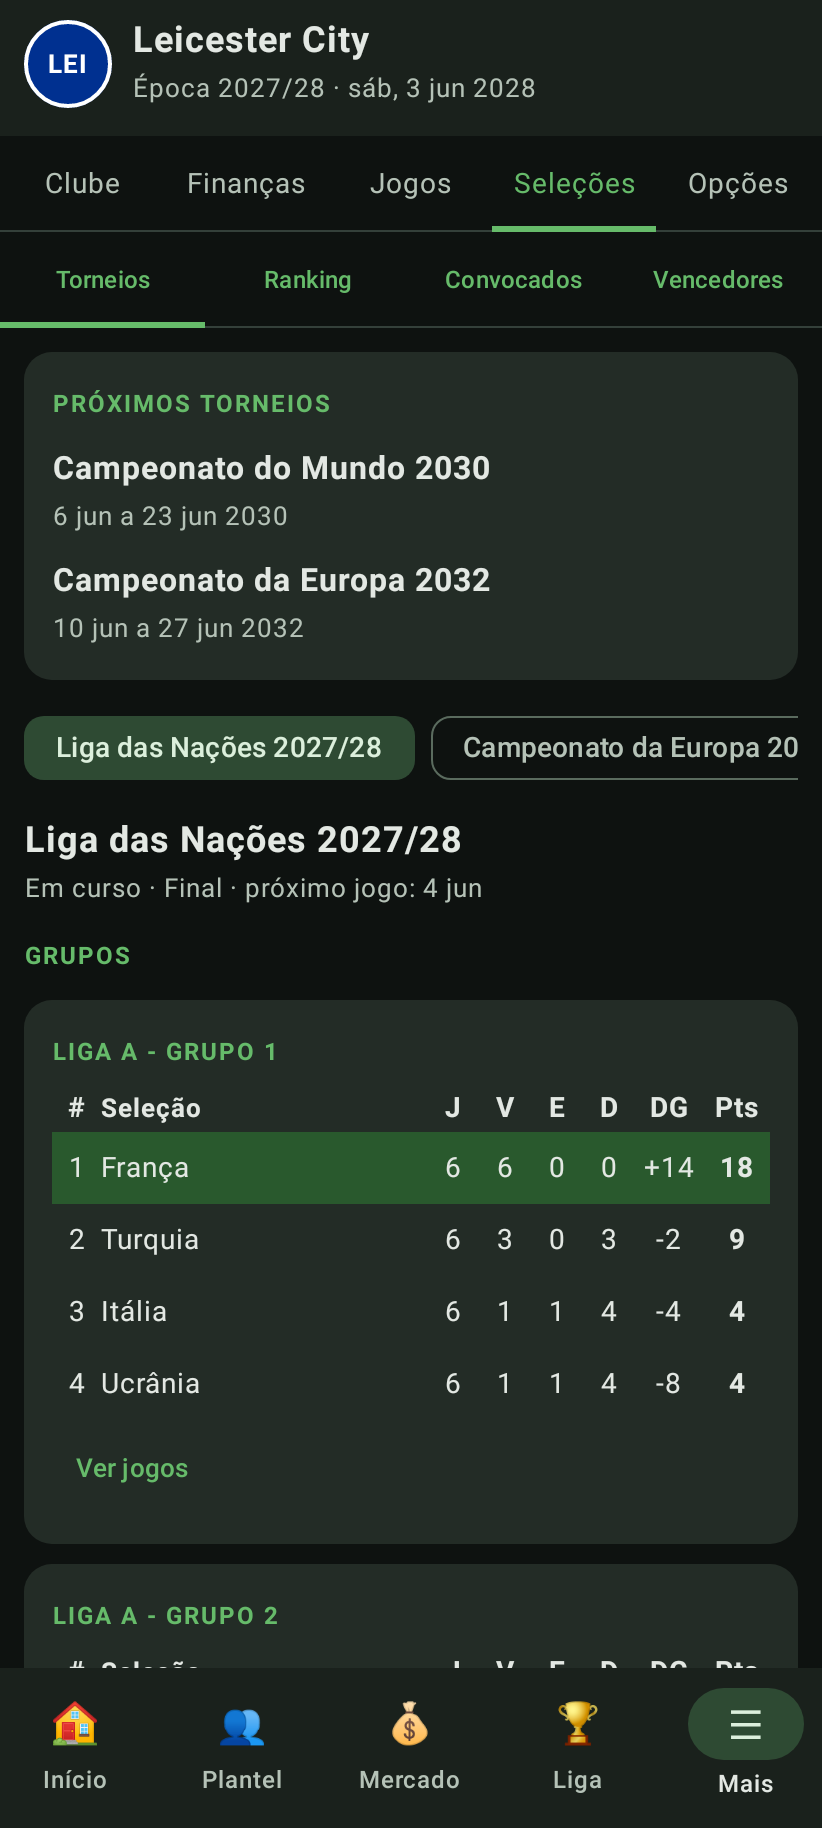 LEI
Leicester City
Época 2027/28 · sáb, 3 jun 2028
Clube Finanças Jogos Seleções Opções
Torneios Ranking Convocados Vencedores
PRÓXIMOS TORNEIOS
Campeonato do Mundo 2030
6 jun a 23 jun 2030
Campeonato da Europa 2032
10 jun a 27 jun 2032
Liga das Nações 2027/28 Campeonato da Europa 20
Liga das Nações 2027/28
Em curso · Final · próximo jogo: 4 jun
GRUPOS
LIGA A - GRUPO 1
# Seleção J V E D DG Pts
1 França 6 6 0 0 +14 18
2 Turquia 6 3 0 3 -2 9
3 Itália 6 1 1 4 -4 4
4 Ucrânia 6 1 1 4 -8 4
Ver jogos
LIGA A - GRUPO 2
# Seleção J V E D DG Pts
Início Plantel Mercado Liga Mais